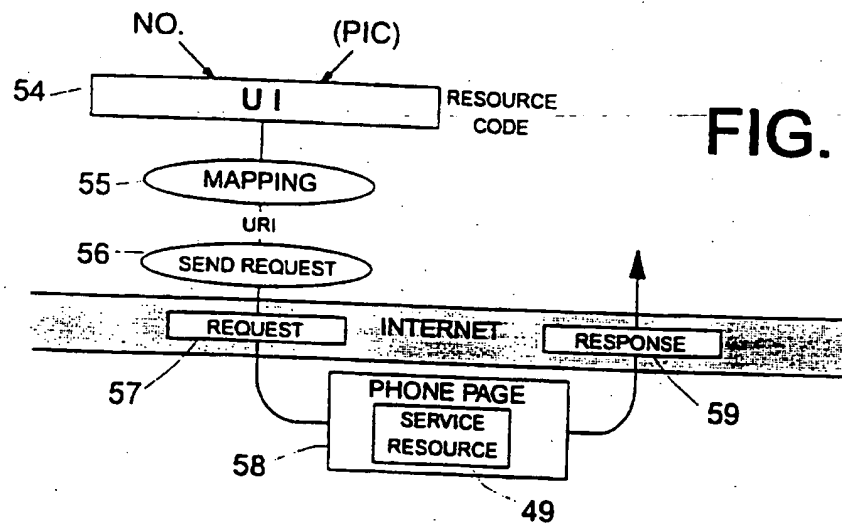 NO.
(PIC)
54
UI
RESOURCE
CODE
FIG.
55
MAPPING
URI
56
SEND REQUEST
REQUEST
INTERNET
RESPONSE
57
PHONE PAGE
59
SERVICE
RESOURCE
58
49